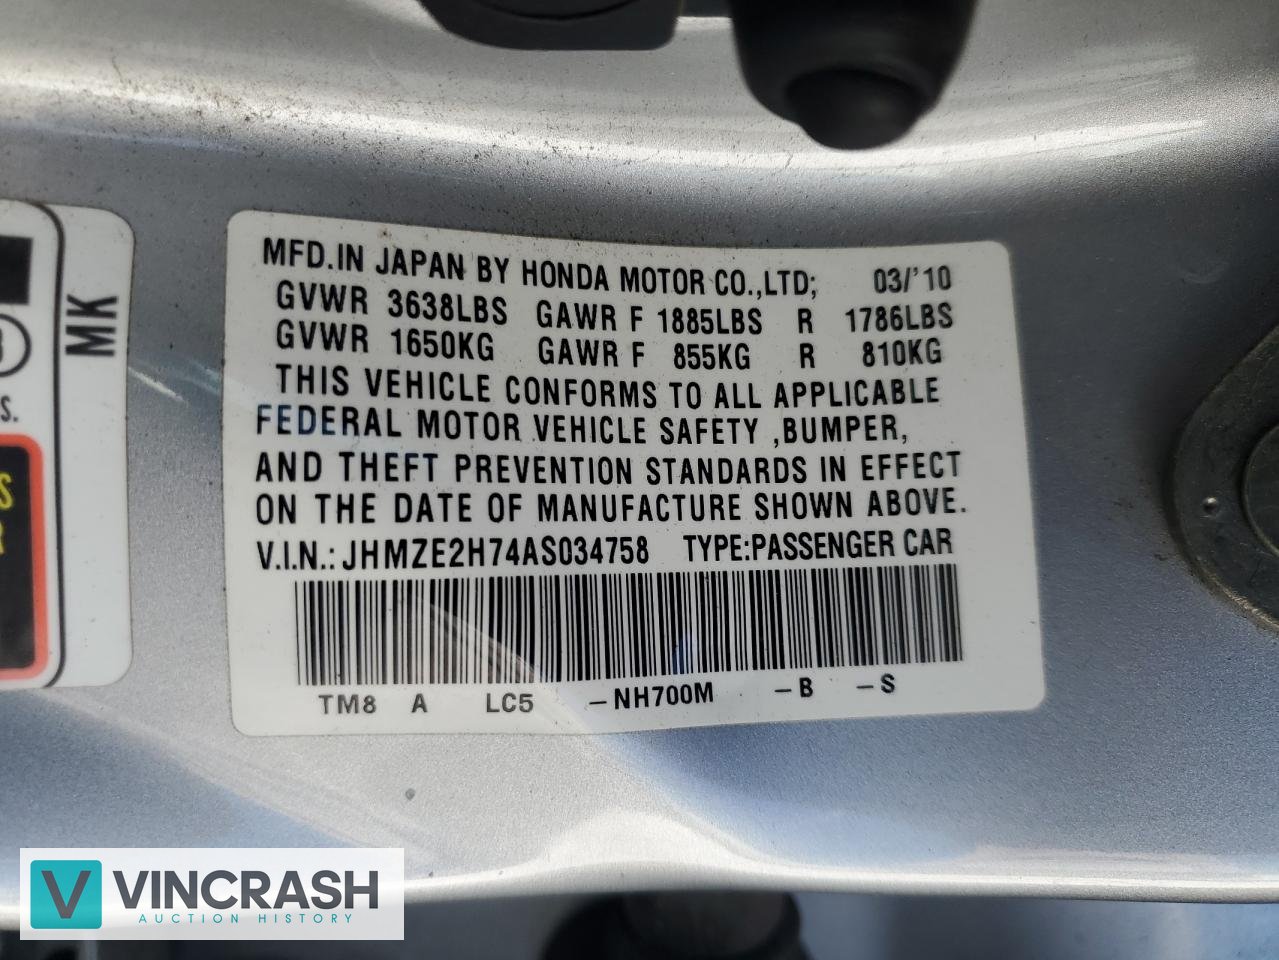 MFD.IN JAPAN BY HONDA MOTOR CO.,LTD; 03/'10
GVWR 3638LBS GAWR F 1885LBS R 1786LBS
GVWR 1650KG GAWR F 855KG R 810KG
THIS VEHICLE CONFORMS TO ALL APPLICABLE
FEDERAL MOTOR VEHICLE SAFETY ,BUMPER,
AND THEFT PREVENTION STANDARDS IN EFFECT
ON THE DATE OF MANUFACTURE SHOWN ABOVE.
V.I.N.: JHMZE2H74AS034758 TYPE:PASSENGER CAR
TM8 A LC5 –NH700M –B –S
MK
S.
S
V VINCRASH
AUCTION HISTORY